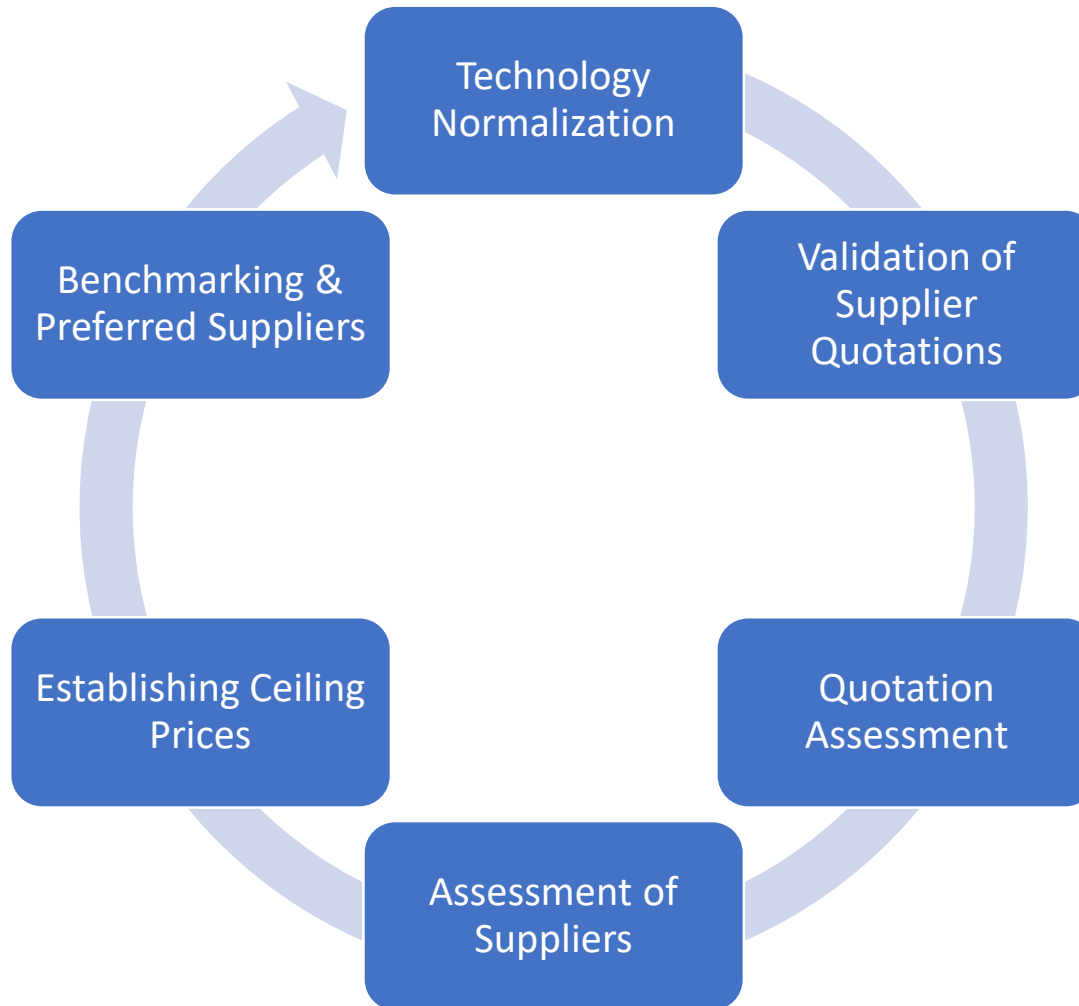 Technology
Normalization
Validation of
Supplier
Quotations
Quotation
Assessment
Assessment of
Suppliers
Establishing Ceiling
Prices
Benchmarking &
Preferred Suppliers